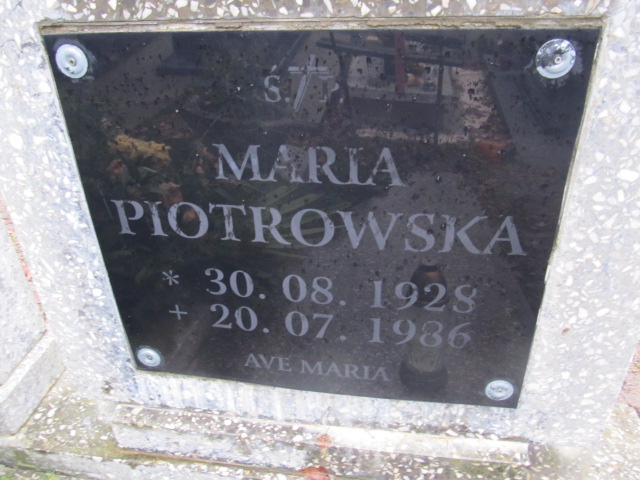 Ś.†P
MARIA
PIOTROWSKA
* 30. 08. 1928
+ 20. 07. 1986
AVE MARIA